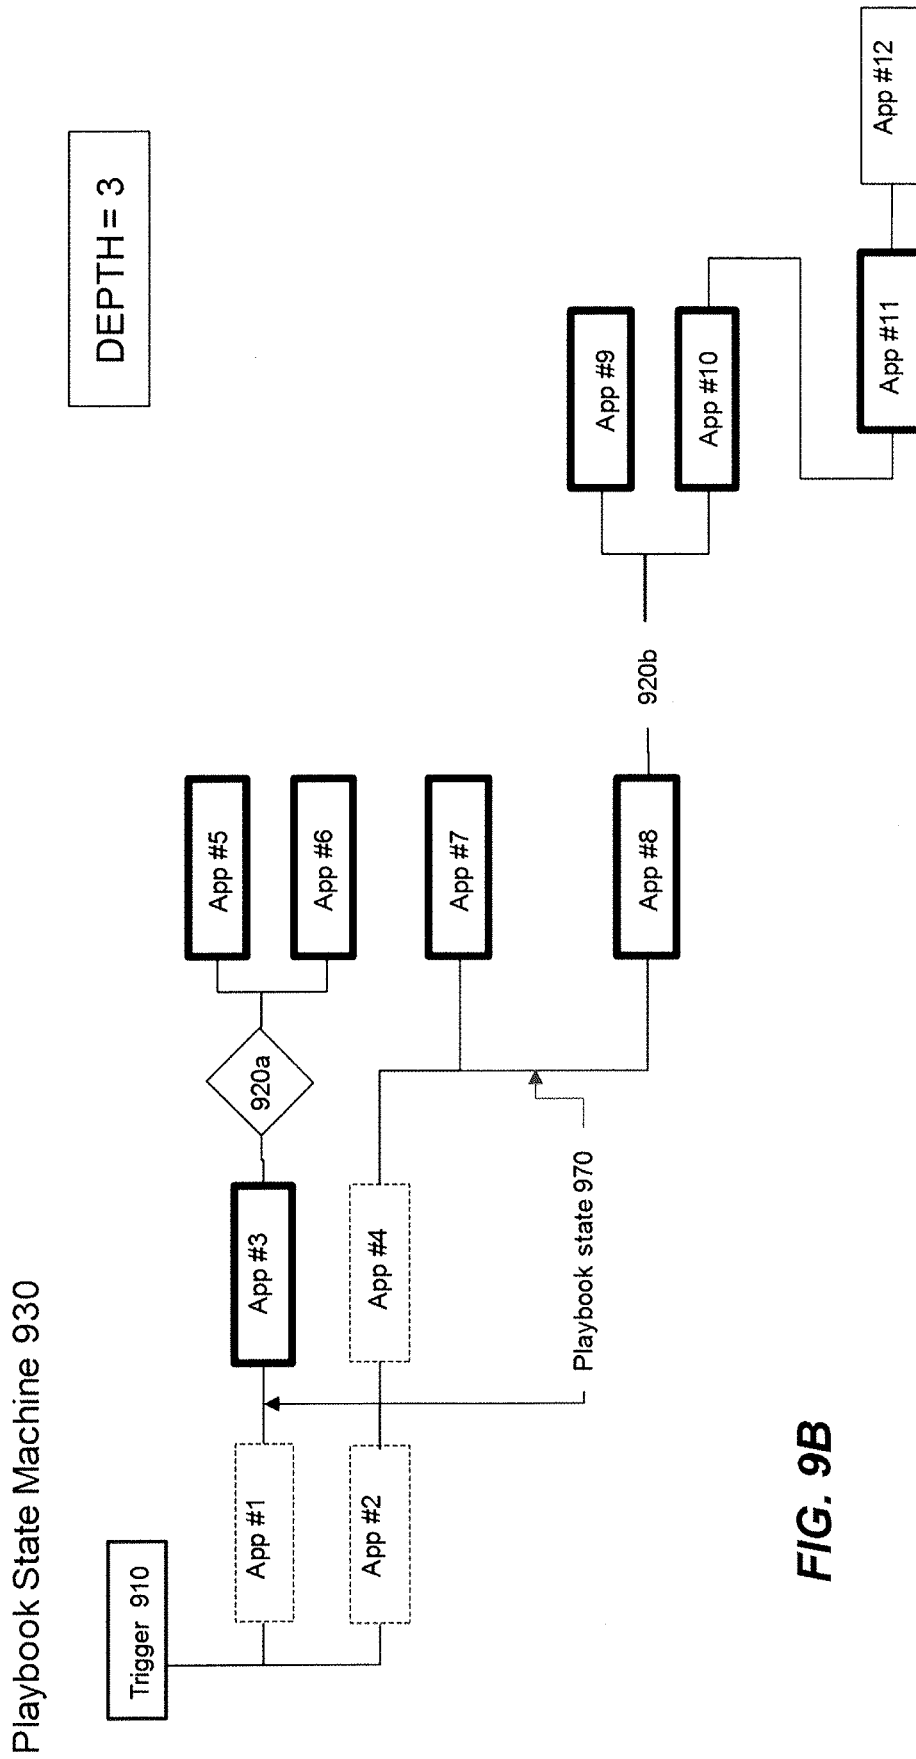 Playbook State Machine 930
DEPTH = 3
Trigger 910
App #1
App #2
App #3
App #4
920a
App #5
App #6
App #7
App #8
Playbook state 970
920b
App #9
App #10
App #11
App #12
FIG. 9B